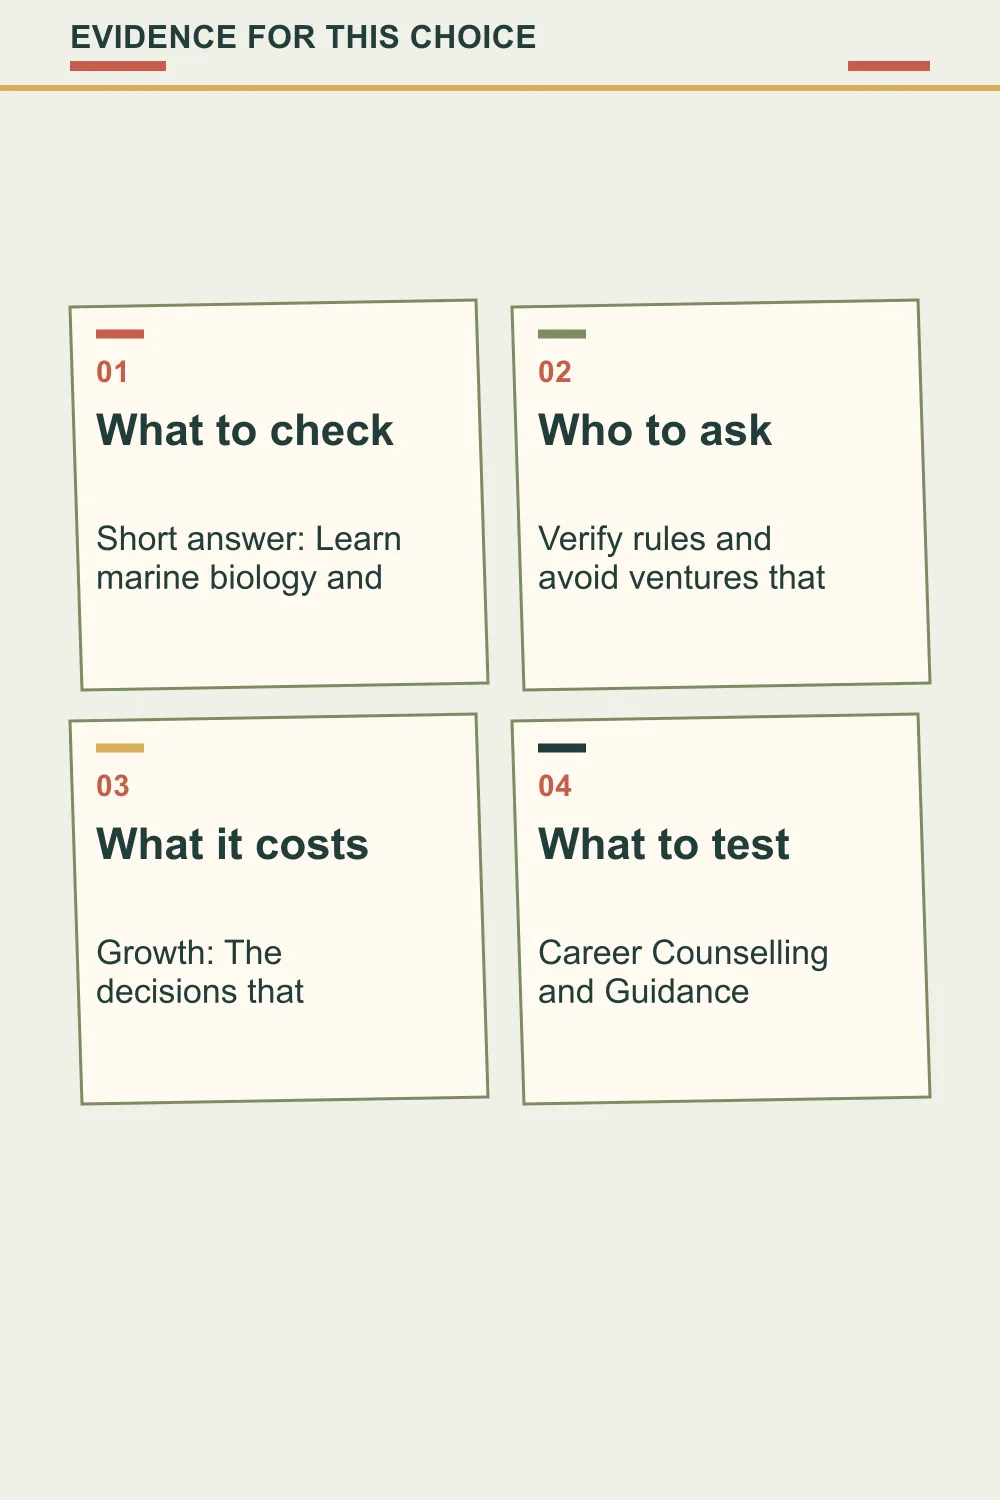 EVIDENCE FOR THIS CHOICE
01
What to check
Short answer: Learn
marine biology and
02
Who to ask
Verify rules and
avoid ventures that
03
What it costs
Growth: The
decisions that
04
What to test
Career Counselling
and Guidance